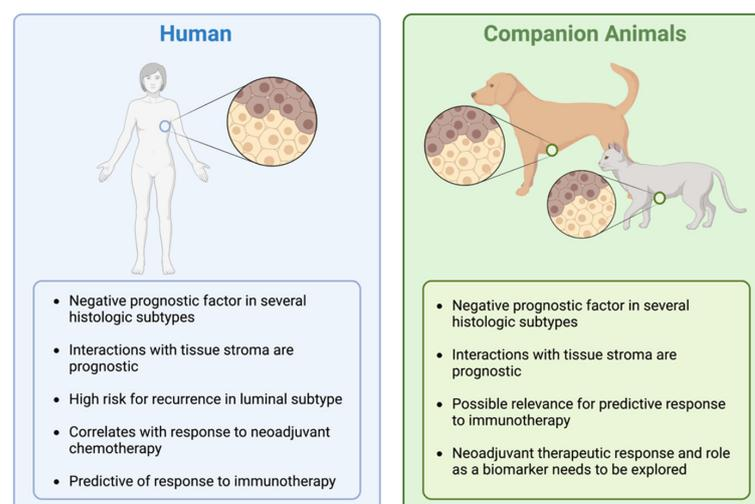 Human
Negative prognostic factor in several
histologic subtypes
Interactions with tissue stroma are
prognostic
High risk for recurrence in luminal subtype
Correlates with response to neoadjuvant
chemotherapy
Predictive of response to immunotherapy
Companion Animals
Negative prognostic factor in several
histologic subtypes
Interactions with tissue stroma are
prognostic
Possible relevance for predictive response
to immunotherapy
Neoadjuvant therapeutic response and role
as a biomarker needs to be explored